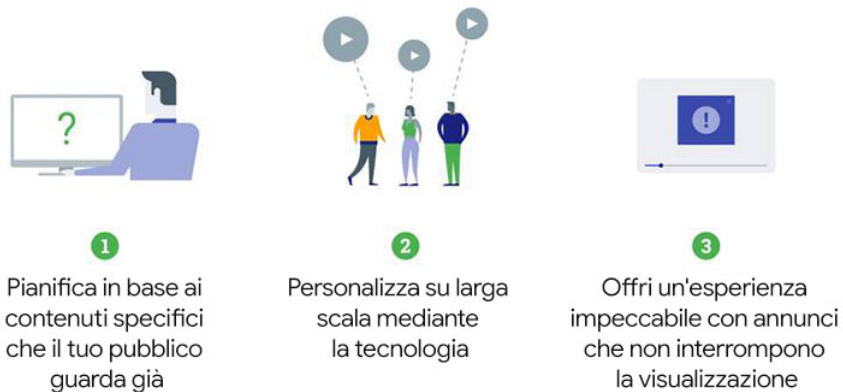 ?
!
1
Pianifica in base ai
contenuti specifici
che il tuo pubblico
guarda già
2
Personalizza su larga
scala mediante
la tecnologia
3
Offri un'esperienza
impeccabile con annunci
che non interrompono
la visualizzazione